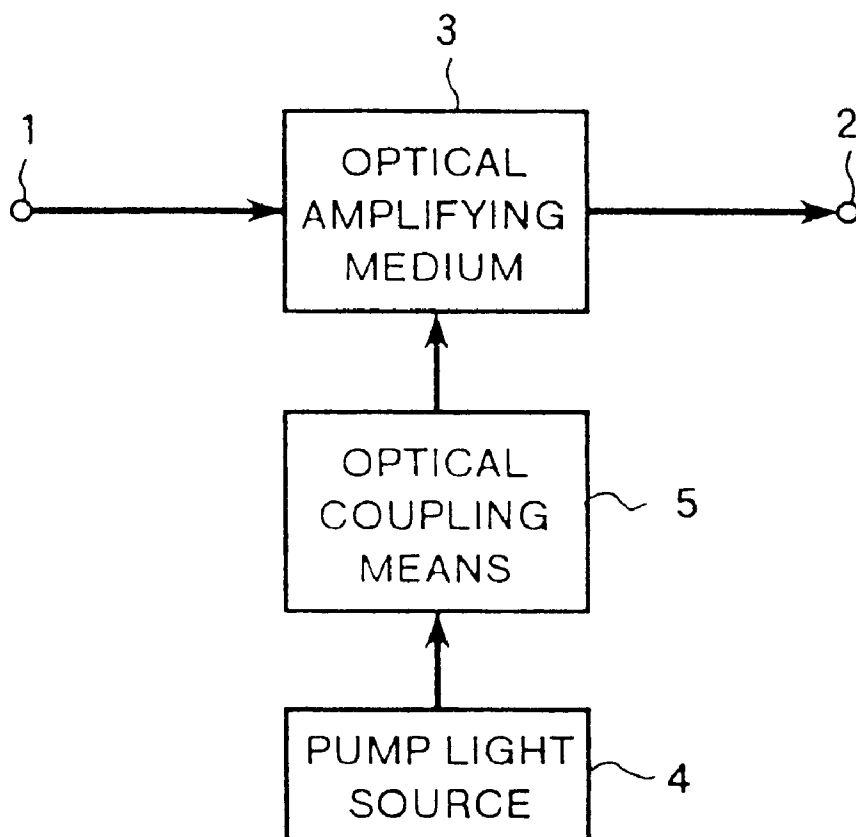 3
1
2
OPTICAL
AMPLIFYING
MEDIUM
OPTICAL
COUPLING
MEANS
5
PUMP LIGHT
SOURCE
4